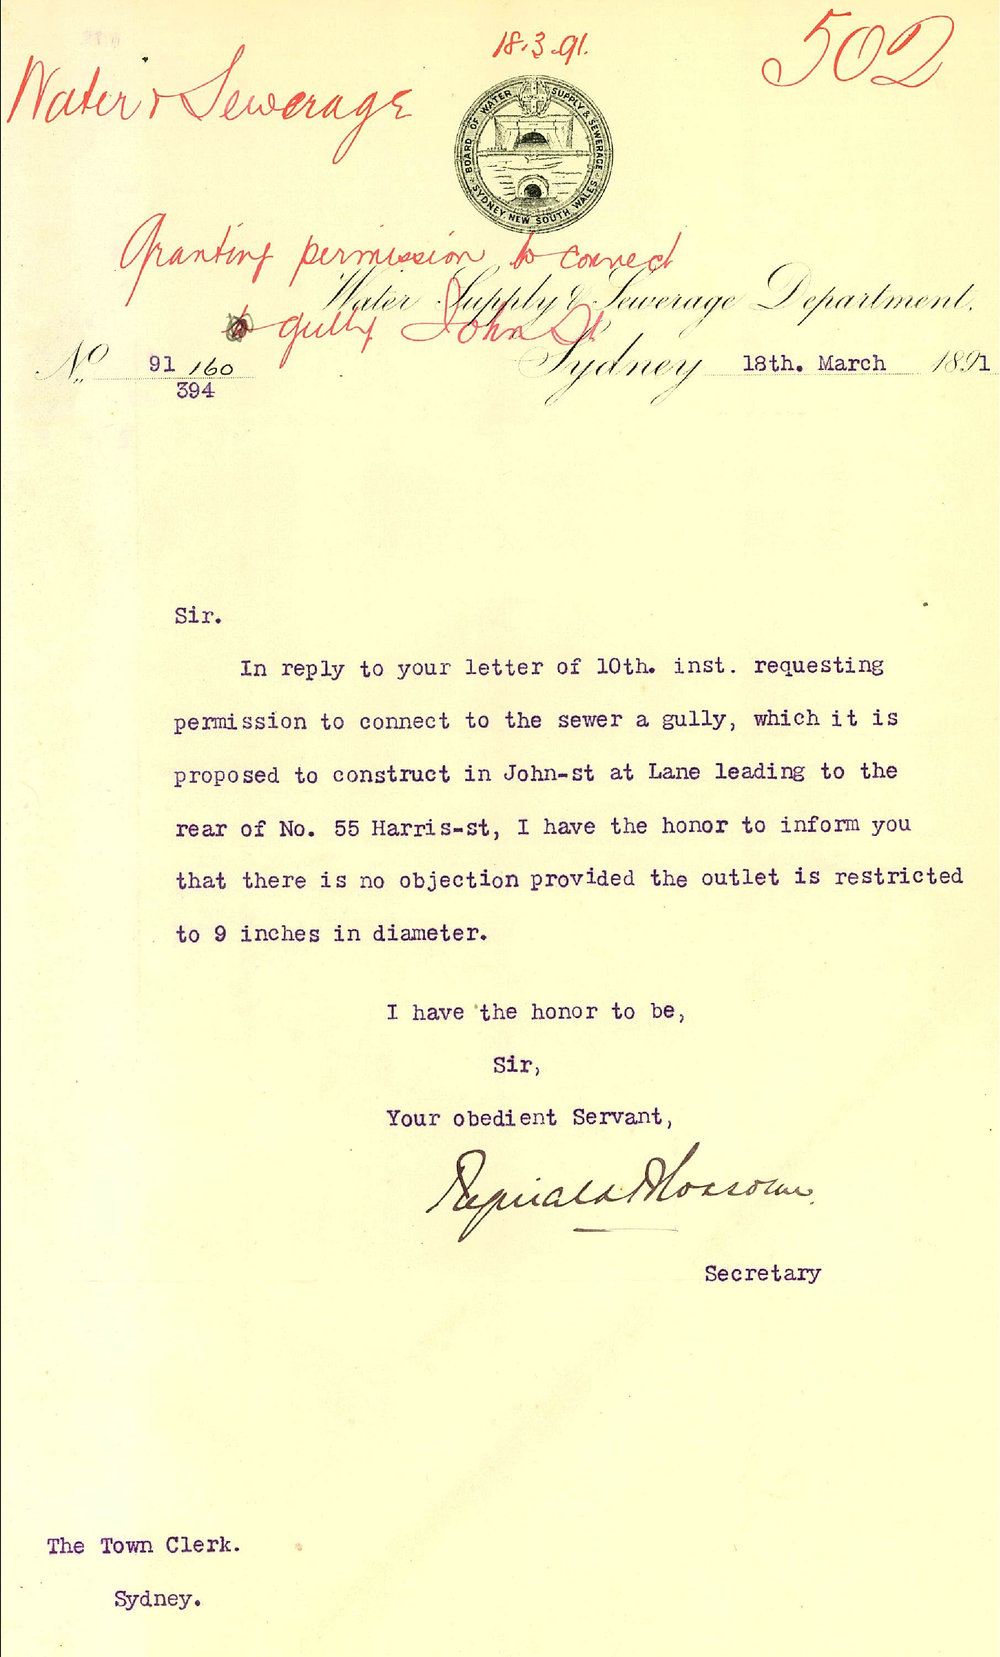 18.3.91.
502
Water & Sewerage
BOARD OF WATER SUPPLY & SEWERAGE
SYDNEY, NEW SOUTH WALES
Granting permission to connect
Water Supply & Sewerage Department.
a gully John St.
No 91 160
394
Sydney 18th. March 1891
Sir.
In reply to your letter of 10th. inst. requesting
permission to connect to the sewer a gully, which it is
proposed to construct in John-st at Lane leading to the
rear of No. 55 Harris-st, I have the honor to inform you
that there is no objection provided the outlet is restricted
to 9 inches in diameter.
I have the honor to be,
Sir,
Your obedient Servant,
Reginald
Secretary
The Town Clerk.
Sydney.